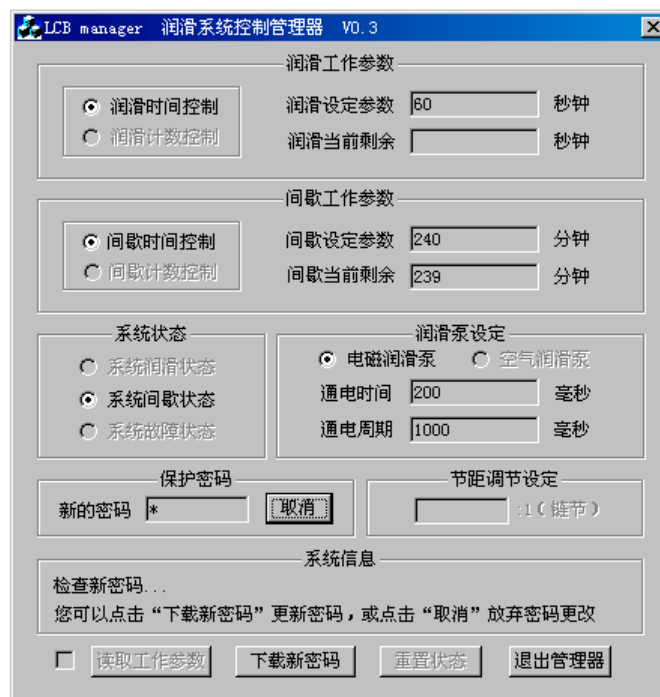 LCB manager 润滑系统控制管理器 V0.3
润滑工作参数
润滑时间控制 润滑设定参数 60 秒钟
润滑计数控制 润滑当前剩余 秒钟
间歇工作参数
间歇时间控制 间歇设定参数 240 分钟
间歇计数控制 间歇当前剩余 239 分钟
系统状态
系统润滑状态
系统间歇状态
系统故障状态
润滑泵设定
电磁润滑泵 空气润滑泵
通电时间 200 毫秒
通电周期 1000 毫秒
保护密码
新的密码 * 取消
节距调节设定
:1(链节)
系统信息
检查新密码...
您可以点击“下载新密码”更新密码,或点击“取消”放弃密码更改
读取工作参数 下载新密码 重置状态 退出管理器